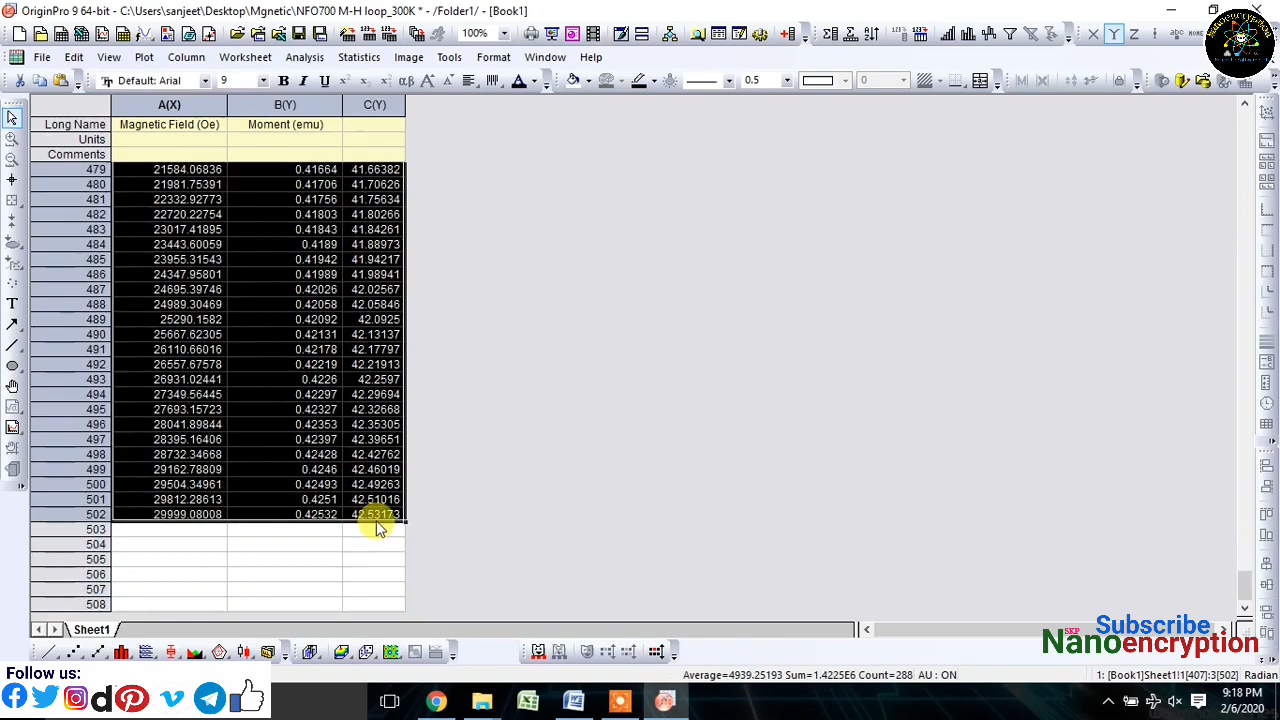 OriginPro 9 64-bit - C:\Users\sanjeet\Desktop\Mgnetic\NFO700 M-H loop_300K * - /Folder1/ - [Book1]
100%
File Edit View Plot Column Worksheet Analysis Statistics Image Tools Format Window Help
Default: Arial 9 B I U 0.5 0
A(X) B(Y) C(Y)
Long Name Magnetic Field (Oe) Moment (emu)
Units
Comments
479 21584.06836 0.41664 41.66382
480 21981.75391 0.41706 41.70626
481 22332.92773 0.41756 41.75634
482 22720.22754 0.41803 41.80266
483 23017.41895 0.41843 41.84261
484 23443.60059 0.4189 41.88973
485 23955.31543 0.41942 41.94217
486 24347.95801 0.41989 41.98941
487 24695.39746 0.42026 42.02567
488 24989.30469 0.42058 42.05846
489 25290.1582 0.42092 42.0925
490 25667.62305 0.42131 42.13137
491 26110.66016 0.42178 42.17797
492 26557.67578 0.42219 42.21913
493 26931.02441 0.4226 42.2597
494 27349.56445 0.42297 42.29694
495 27693.15723 0.42327 42.32668
496 28041.89844 0.42353 42.35305
497 28395.16406 0.42397 42.39651
498 28732.34668 0.42428 42.42762
499 29162.78809 0.4246 42.46019
500 29504.34961 0.42493 42.49263
501 29812.28613 0.4251 42.51016
502 29999.08008 0.42532 42.53173
503
504
505
506
507
508
Sheet1
Subscribe
SKP Nanoencryption
Follow us:
Average=4939.25193 Sum=1.4225E6 Count=288 AU : ON
1: [Book1]Sheet1!1[407]:3[502] Radian
9:18 PM
2/6/2020